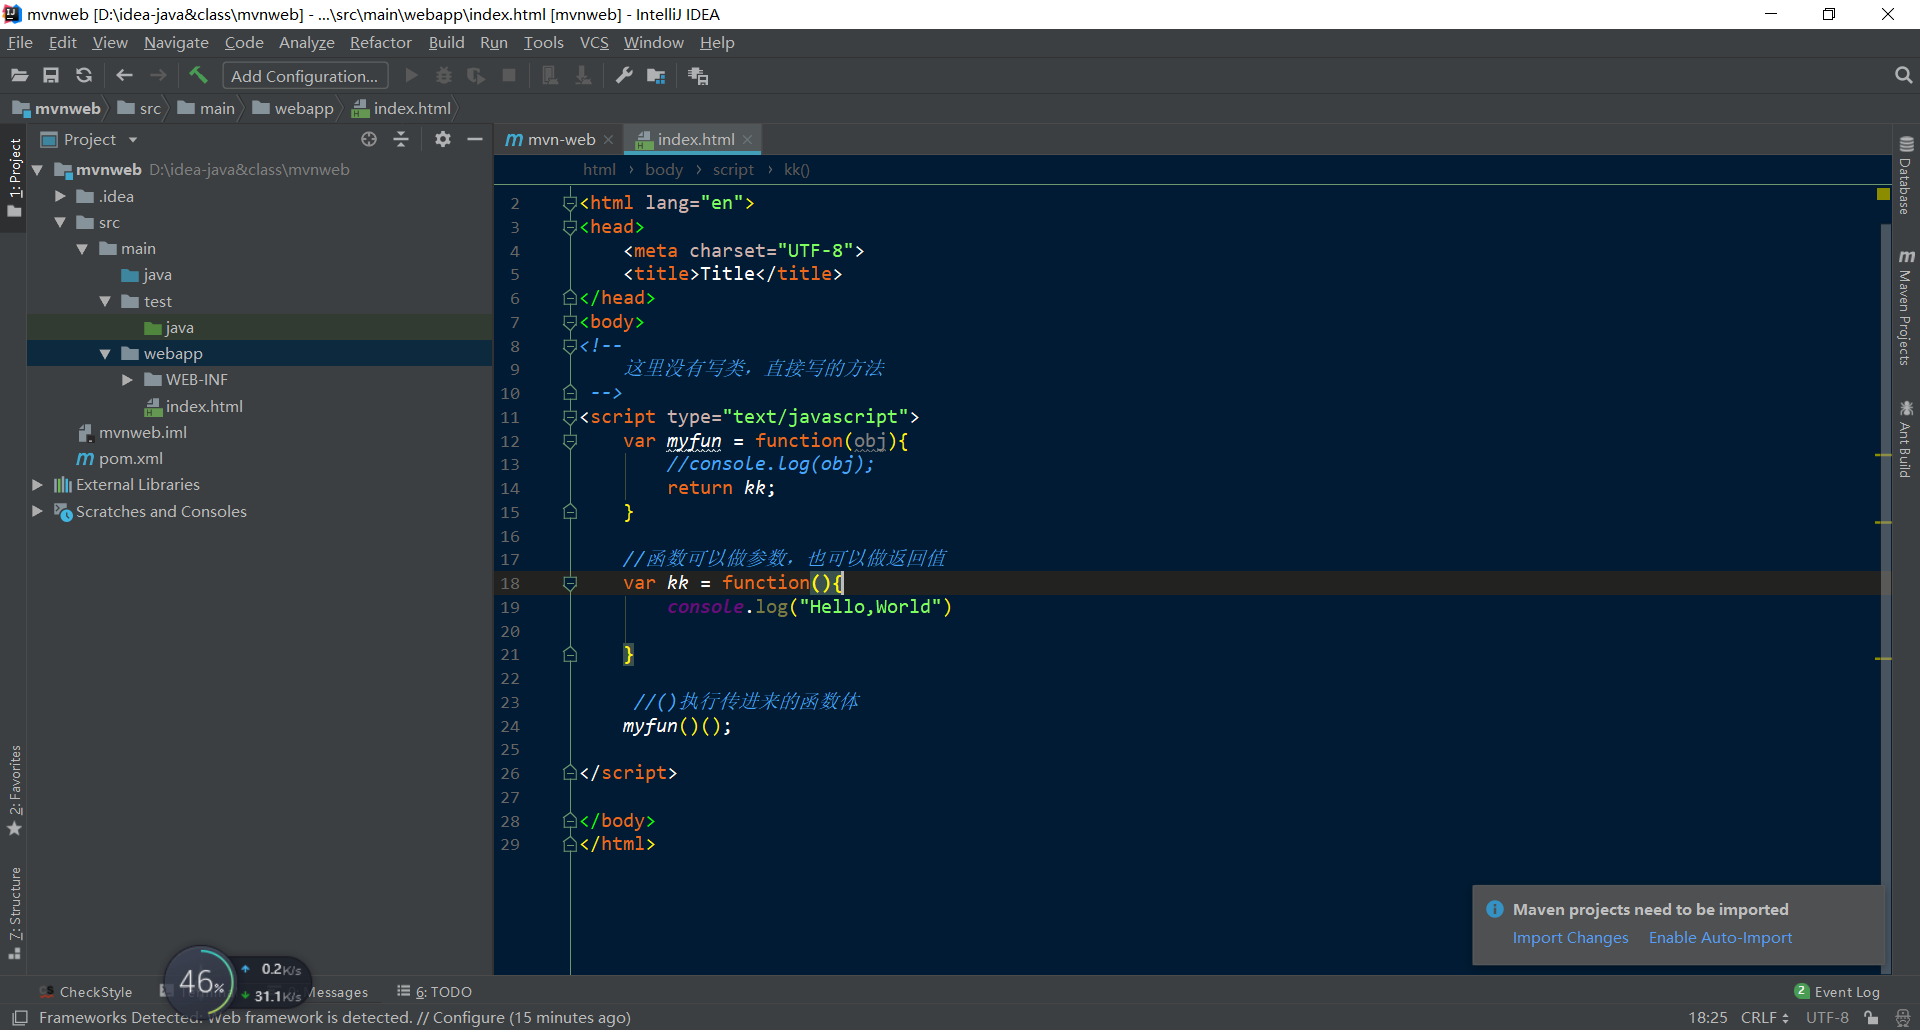 mvnweb [D:\idea-java&class\mvnweb] - ...\src\main\webapp\index.html [mvnweb] - IntelliJ IDEA
File Edit View Navigate Code Analyze Refactor Build Run Tools VCS Window Help
Add Configuration...
mvnweb src main webapp index.html
1: Project
Project
mvnweb D:\idea-java&class\mvnweb
.idea
src
main
java
test
java
webapp
WEB-INF
index.html
mvnweb.iml
pom.xml
External Libraries
Scratches and Consoles
2: Favorites
7: Structure
mvn-web index.html
html › body › script › kk()
2 <html lang="en">
3 <head>
4 <meta charset="UTF-8">
5 <title>Title</title>
6 </head>
7 <body>
8 <!--
9 这里没有写类，直接写的方法
10 -->
11 <script type="text/javascript">
12 var myfun = function(obj){
13 //console.log(obj);
14 return kk;
15 }
16
17 //函数可以做参数，也可以做返回值
18 var kk = function(){
19 console.log("Hello,World")
20
21 }
22
23 //()执行传进来的函数体
24 myfun()();
25
26 </script>
27
28 </body>
29 </html>
Database
Maven Projects
Ant Build
Maven projects need to be imported
Import Changes Enable Auto-Import
46%
0.2K/s
31.1K/s
CheckStyle Messages 6: TODO
2 Event Log
Frameworks Detected: Web framework is detected. // Configure (15 minutes ago)
18:25 CRLF UTF-8